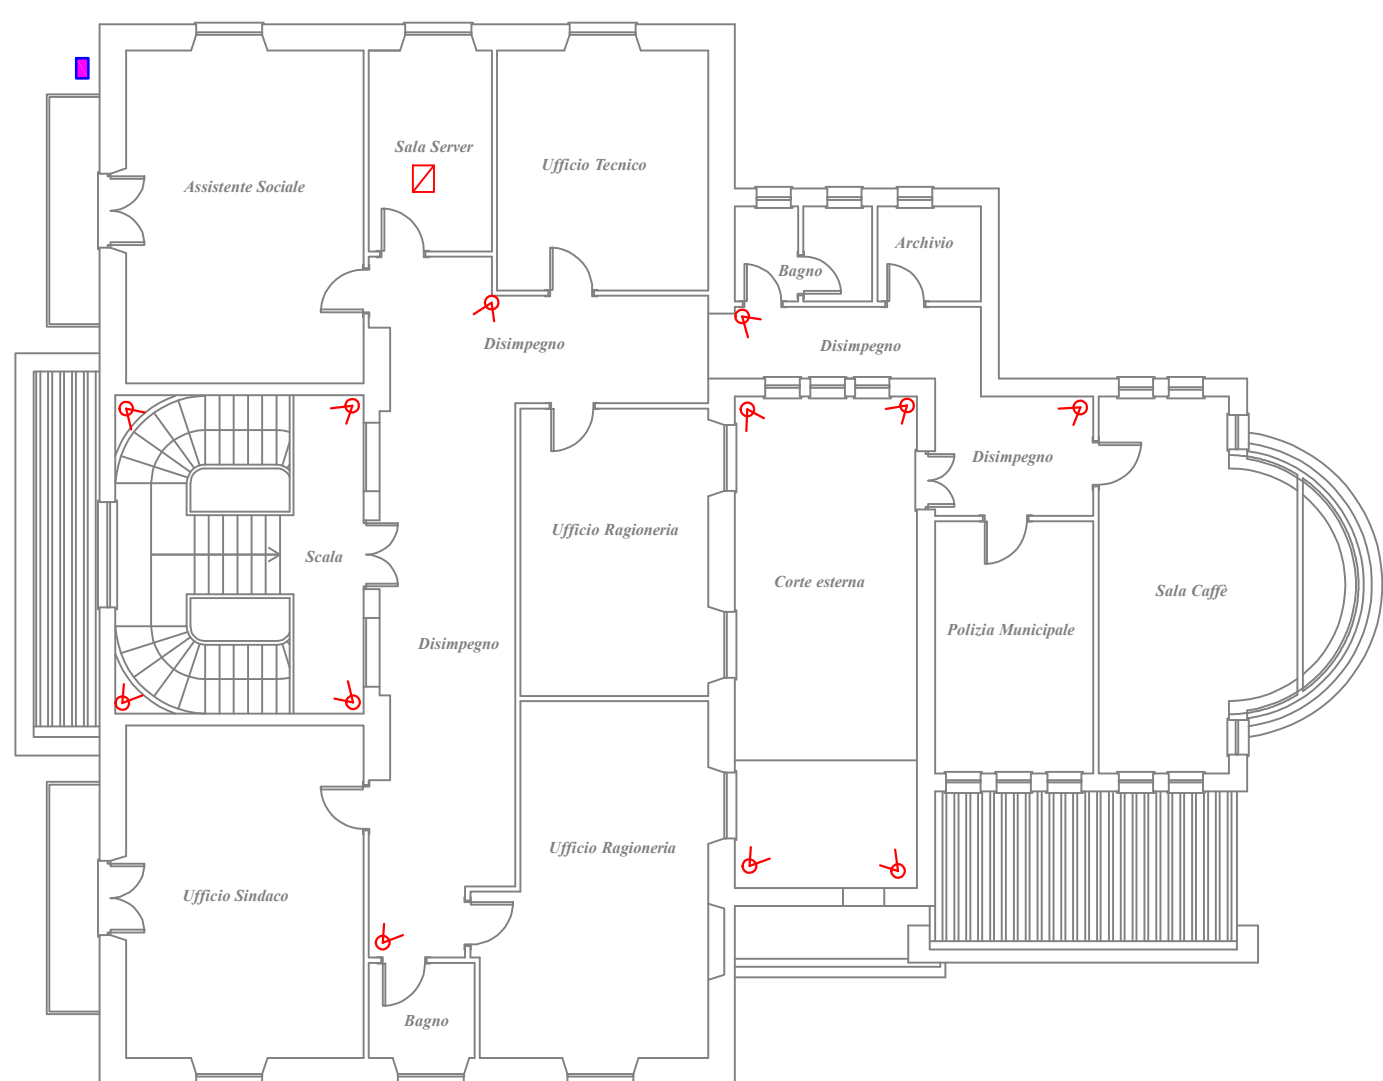 Sala Server
Ufficio Tecnico
Assistente Sociale
Archivio
Bagno
Disimpegno
Disimpegno
Disimpegno
Ufficio Ragioneria
Scala
Corte esterna
Sala Caffè
Polizia Municipale
Disimpegno
Ufficio Ragioneria
Ufficio Sindaco
Bagno